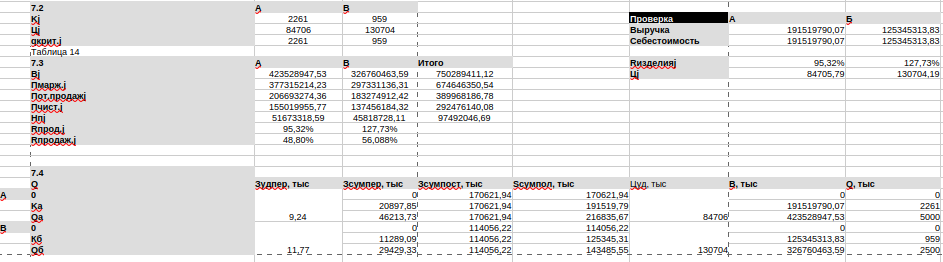 7.2 А В
Kj 2261 959 Проверка А Б
Цj 84706 130704 Выручка 191519790,07 125345313,83
qкрит.j 2261 959 Себестоимость 191519790,07 125345313,83
Таблица 14
7.3 А В Итого Rизделияj 95,32% 127,73%
Bj 423528947,53 326760463,59 750289411,12 Цj 84705,79 130704,19
Пмарж.j 377315214,23 297331136,31 674646350,54
Пот.продажj 206693274,36 183274912,42 389968186,78
Пчист.j 155019955,77 137456184,32 292476140,08
Нпj 51673318,59 45818728,11 97492046,69
Rпрод.j 95,32% 127,73%
Rпродаж.j 48,80% 56,088%
7.4
Q Зудпер, тыс Зсумпер, тыс Зсумпост, тыс Sсумпол, тыс Цуд, тыс В, тыс Q, тыс
А 0 0 170621,94 170621,94 0 0
Ка 20897,85 170621,94 191519,79 191519790,07 2261
Qа 9,24 46213,73 170621,94 216835,67 84706 423528947,53 5000
В 0 0 114056,22 114056,22 0 0
Кб 11289,09 114056,22 125345,31 125345313,83 959
Qб 11,77 29429,33 114056,22 143485,55 130704 326760463,59 2500